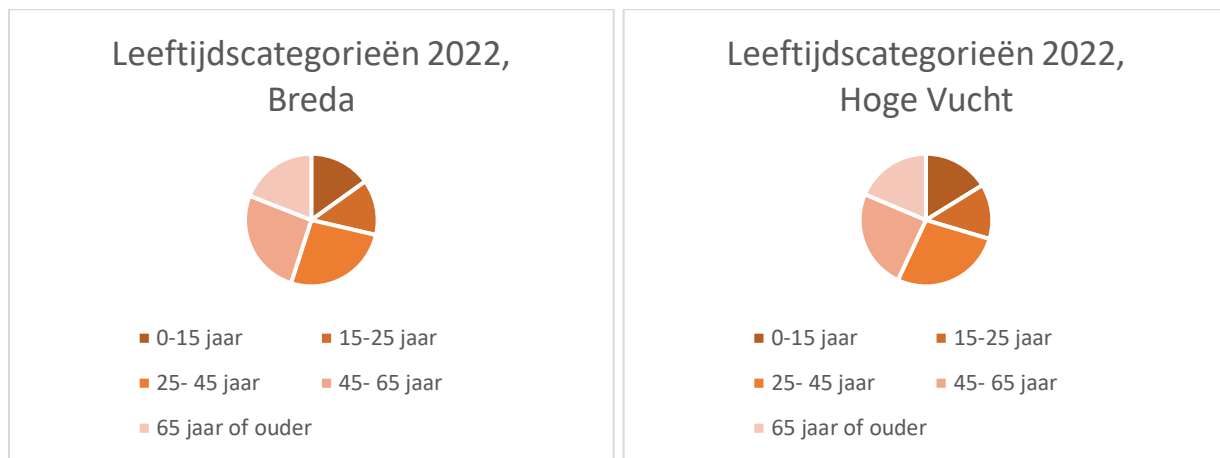 Leeftijdscategorieën 2022,
Breda
0-15 jaar
15-25 jaar
25- 45 jaar
45- 65 jaar
65 jaar of ouder
Leeftijdscategorieën 2022,
Hoge Vucht
0-15 jaar
15-25 jaar
25- 45 jaar
45- 65 jaar
65 jaar of ouder